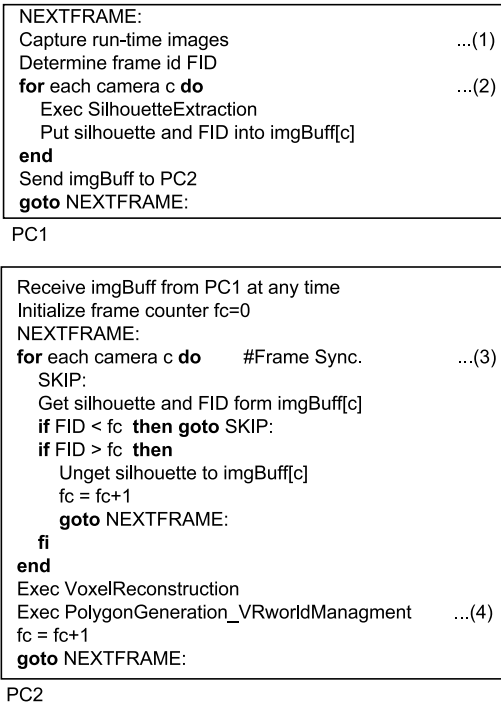 NEXTFRAME:
Capture run-time images ...(1)
Determine frame id FID
for each camera c do ...(2)
Exec SilhouetteExtraction
Put silhouette and FID into imgBuff[c]
end
Send imgBuff to PC2
goto NEXTFRAME:
PC1
Receive imgBuff from PC1 at any time
Initialize frame counter fc=0
NEXTFRAME:
for each camera c do #Frame Sync. ...(3)
SKIP:
Get silhouette and FID form imgBuff[c]
if FID < fc then goto SKIP:
if FID > fc then
Unget silhouette to imgBuff[c]
fc = fc+1
goto NEXTFRAME:
fi
end
Exec VoxelReconstruction
Exec PolygonGeneration_VRworldManagment ...(4)
fc = fc+1
goto NEXTFRAME:
PC2